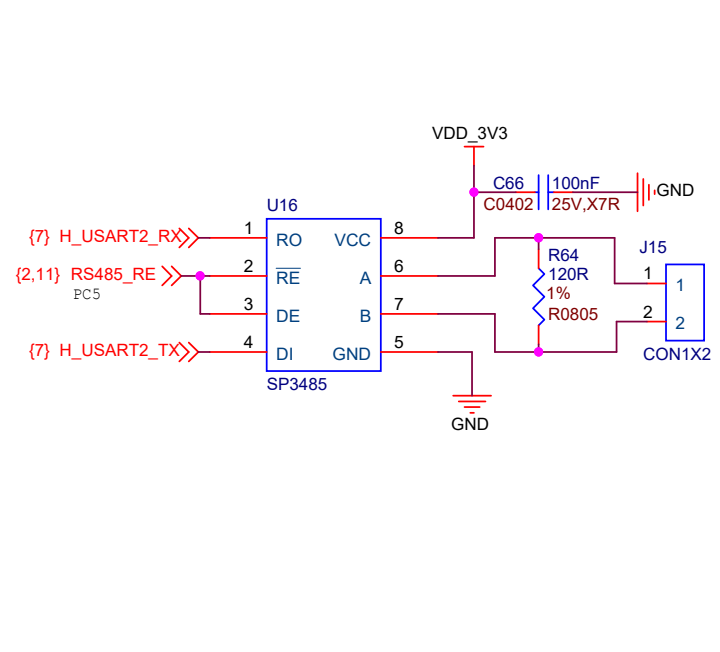 VDD_3V3
C66 100nF
C0402 25V,X7R
GND
U16
{7} H_USART2_RX
1 RO VCC 8
{2,11} RS485_RE
PC5
2 RE A 6
3 DE B 7
{7} H_USART2_TX
4 DI GND 5
SP3485
GND
R64
120R
1%
R0805
J15
1 1
2 2
CON1X2